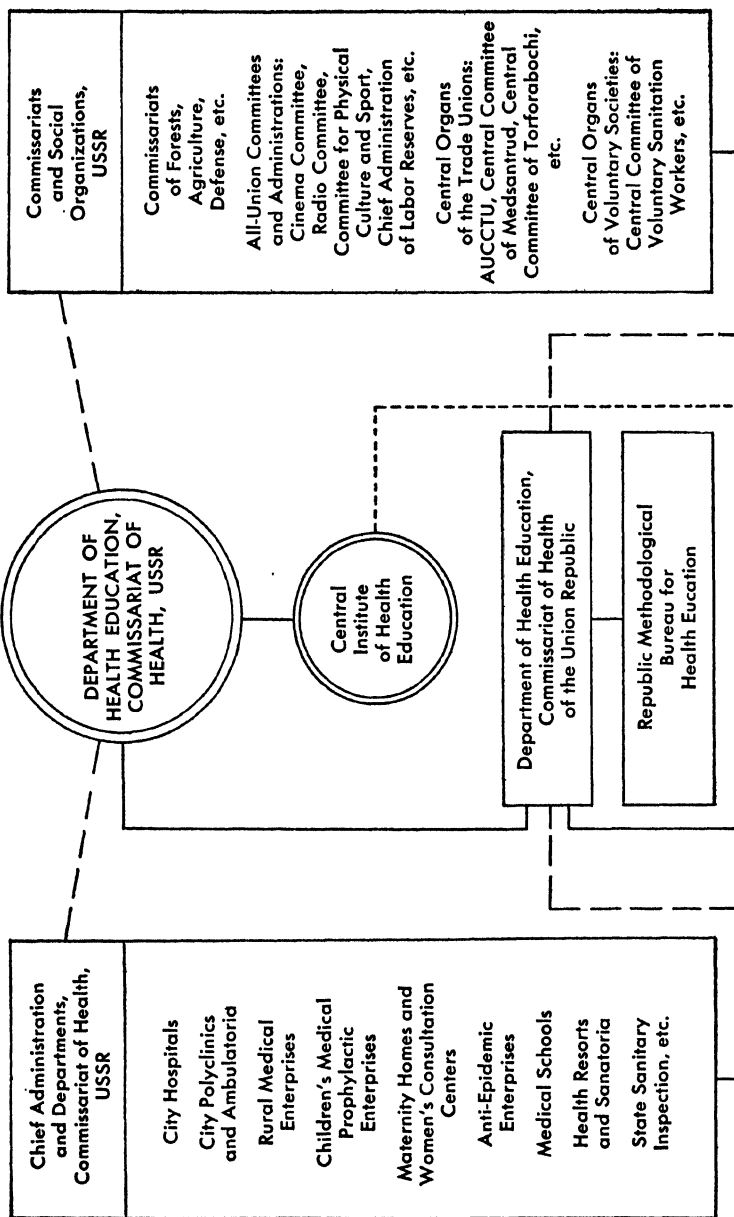 Chief Administration
and Departments,
Commissariat of Health,
USSR
City Hospitals
City Polyclinics
and Ambulatorid
Rural Medical
Enterprises
Children's Medical
Prophylactic
Enterprises
Maternity Homes and
Women's Consultation
Centers
Anti-Epidemic
Enterprises
Medical Schools
Health Resorts
and Sanatoria
State Sanitary
Inspection, etc.
DEPARTMENT OF
HEALTH EDUCATION,
COMMISSARIAT OF
HEALTH, USSR
Central
Institute
of Health
Education
Department of Health Education,
Commissariat of Health
of the Union Republic
Republic Methodological
Bureau for
Health Eucation
Commissariats
and Social
Organizations,
USSR
Commissariats
of Forests,
Agriculture,
Defense, etc.
All-Union Committees
and Administrations:
Cinema Committee,
Radio Committee,
Committee for Physical
Culture and Sport,
Chief Administration
of Labor Reserves, etc.
Central Organs
of the Trade Unions:
AUCCTU, Central Committee
of Medsantrud, Central
Committee of Torforabochi,
etc.
Central Organs
of Voluntary Societies:
Central Committee of
Voluntary Sanitation
Workers, etc.